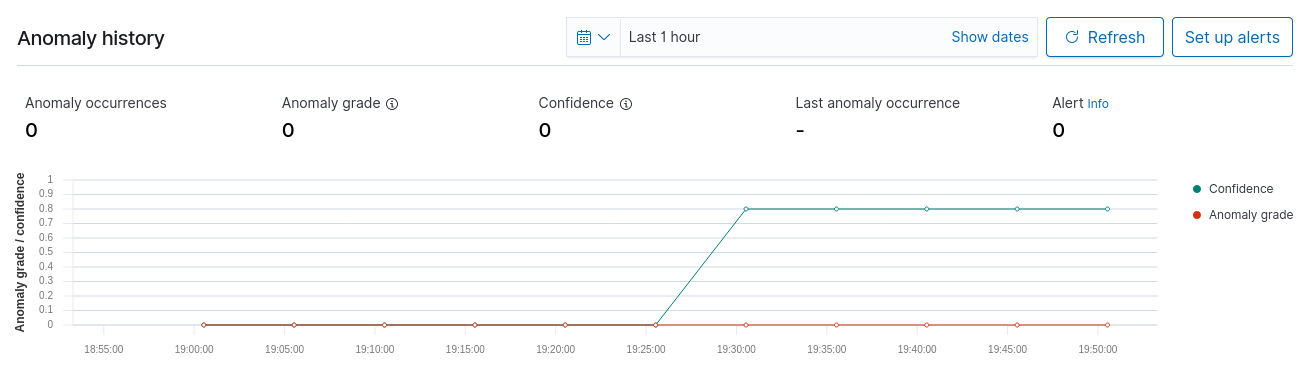 Anomaly history
Last 1 hour
Show dates
Refresh
Set up alerts
Anomaly occurrences
0
Anomaly grade
0
Confidence
0
Last anomaly occurrence
-
Alert Info
0
Anomaly grade / confidence
1
0.9
0.8
0.7
0.6
0.5
0.4
0.3
0.2
0.1
0
18:55:00
19:00:00
19:05:00
19:10:00
19:15:00
19:20:00
19:25:00
19:30:00
19:35:00
19:40:00
19:45:00
19:50:00
Confidence
Anomaly grade